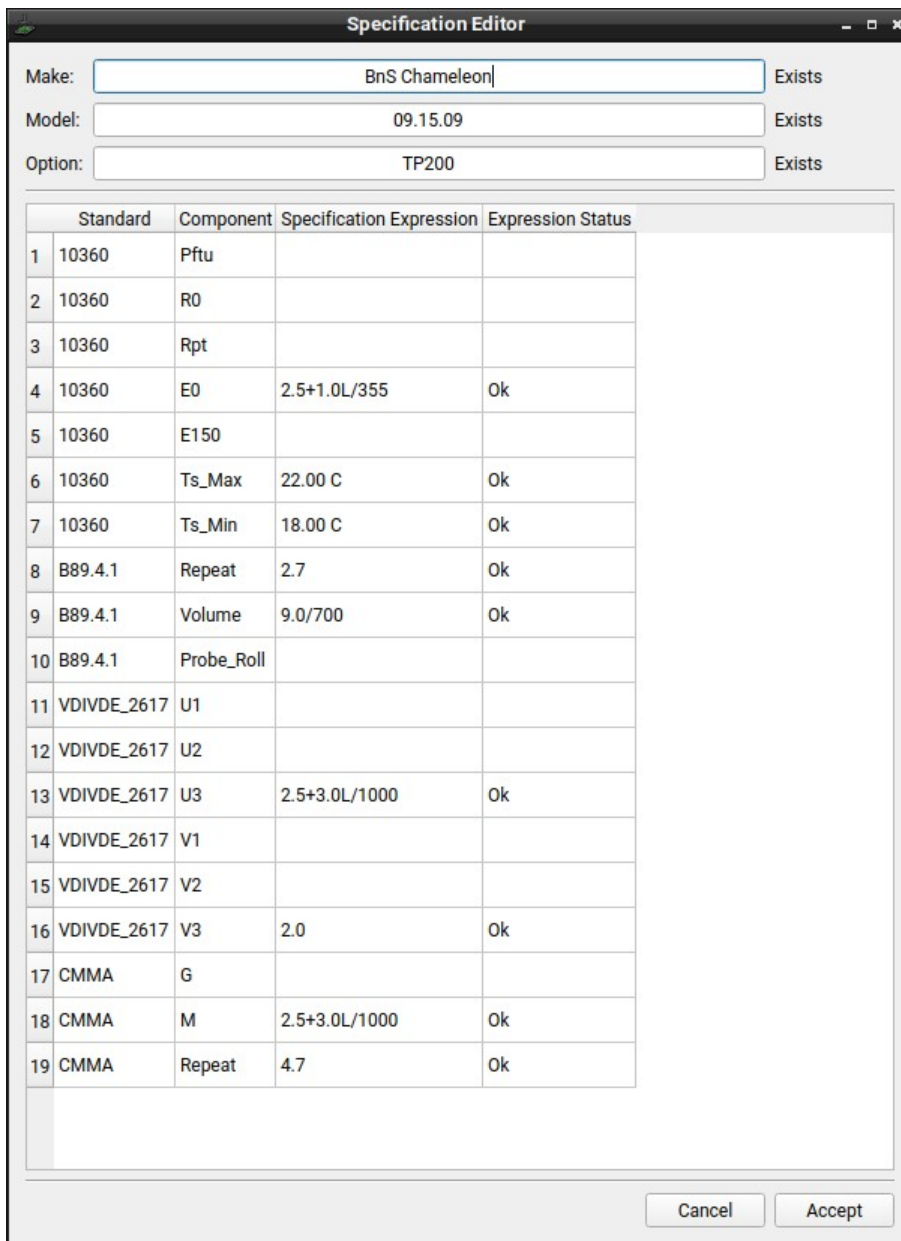 Specification Editor
Make: BnS Chameleon Exists
Model: 09.15.09 Exists
Option: TP200 Exists
Standard Component Specification Expression Expression Status
1 10360 Pftu
2 10360 R0
3 10360 Rpt
4 10360 E0 2.5+1.0L/355 Ok
5 10360 E150
6 10360 Ts_Max 22.00 C Ok
7 10360 Ts_Min 18.00 C Ok
8 B89.4.1 Repeat 2.7 Ok
9 B89.4.1 Volume 9.0/700 Ok
10 B89.4.1 Probe_Roll
11 VDIVDE_2617 U1
12 VDIVDE_2617 U2
13 VDIVDE_2617 U3 2.5+3.0L/1000 Ok
14 VDIVDE_2617 V1
15 VDIVDE_2617 V2
16 VDIVDE_2617 V3 2.0 Ok
17 CMMA G
18 CMMA M 2.5+3.0L/1000 Ok
19 CMMA Repeat 4.7 Ok
Cancel Accept